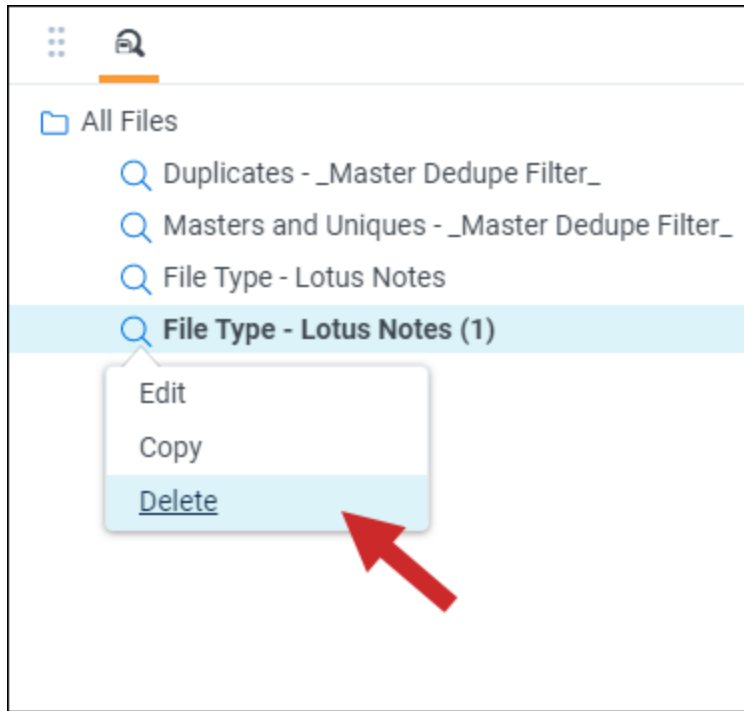 All Files
Duplicates - _Master Dedupe Filter_
Masters and Uniques - _Master Dedupe Filter_
File Type - Lotus Notes
File Type - Lotus Notes (1)
Edit
Copy
Delete